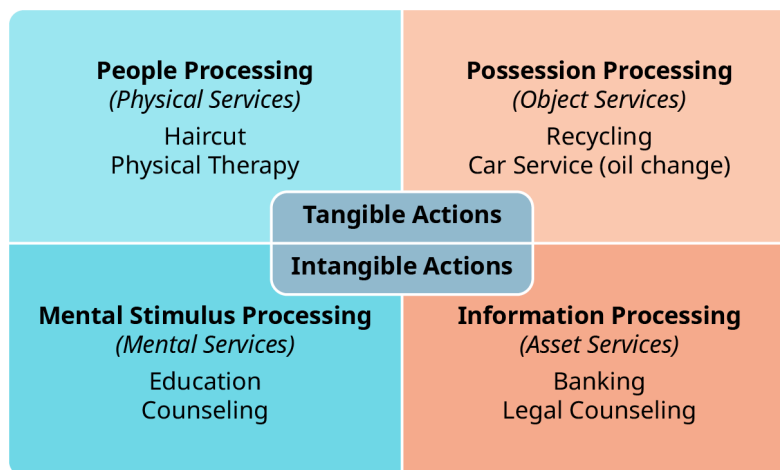 People Processing
(Physical Services)
Haircut
Physical Therapy
Possession Processing
(Object Services)
Recycling
Car Service (oil change)
Tangible Actions
Intangible Actions
Mental Stimulus Processing
(Mental Services)
Education
Counseling
Information Processing
(Asset Services)
Banking
Legal Counseling